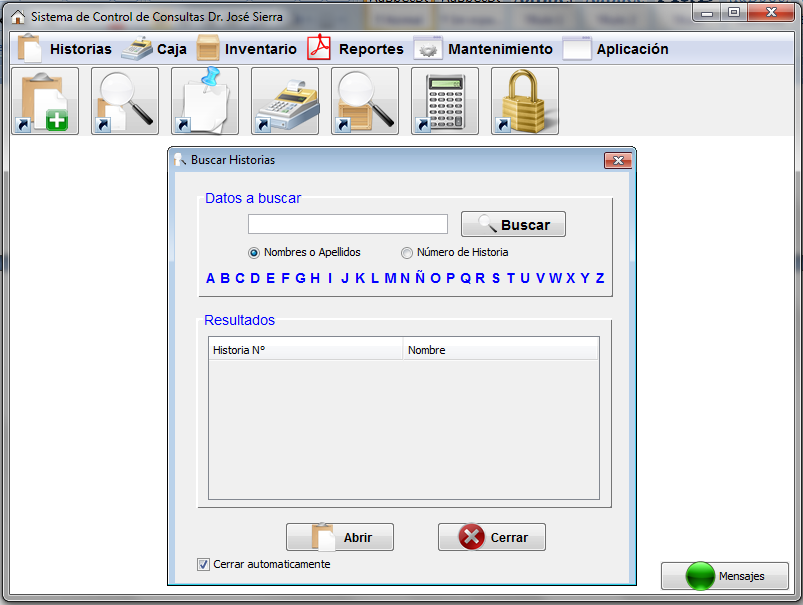 Sistema de Control de Consultas Dr. José Sierra
Historias Caja Inventario Reportes Mantenimiento Aplicación
Buscar Historias
Datos a buscar
Buscar
Nombres o Apellidos Número de Historia
A B C D E F G H I J K L M N Ñ O P Q R S T U V W X Y Z
Resultados
Historia Nº Nombre
Abrir Cerrar
Cerrar automaticamente
Mensajes